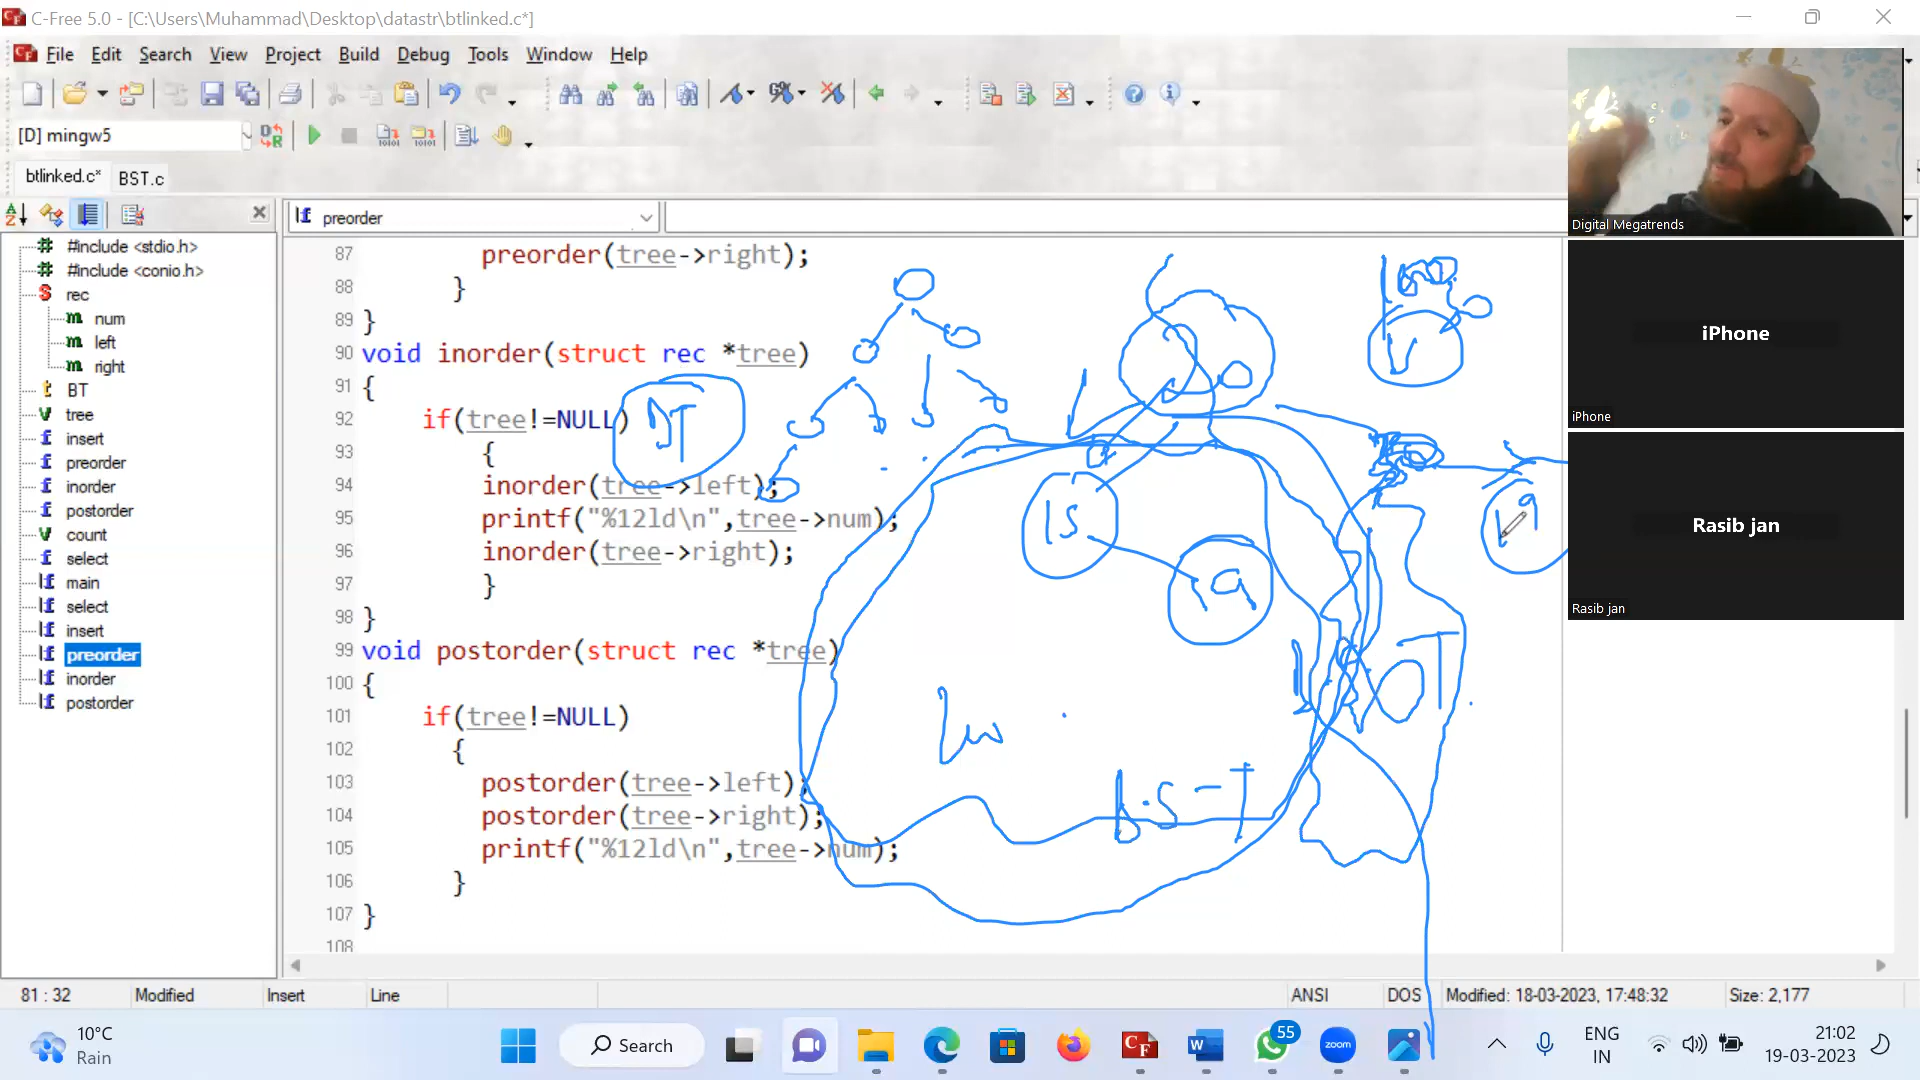 C-Free 5.0 - [C:\Users\Muhammad\Desktop\datastr\btlinked.c*]
File Edit Search View Project Build Debug Tools Window Help
[D] mingw5
btlinked.c* BST.c
preorder
#include <stdio.h>
#include <conio.h>
rec
num
left
right
BT
tree
insert
preorder
inorder
postorder
count
select
main
select
insert
preorder
inorder
postorder
87 preorder(tree->right);
88 }
89 }
90 void inorder(struct rec *tree)
91 {
92 if(tree!=NULL)
93 {
94 inorder(tree->left);
95 printf("%12ld\n",tree->num);
96 inorder(tree->right);
97 }
98 }
99 void postorder(struct rec *tree)
100 {
101 if(tree!=NULL)
102 {
103 postorder(tree->left);
104 postorder(tree->right);
105 printf("%12ld\n",tree->num);
106 }
107 }
108
15
19
B.S-T
Digital Megatrends
iPhone
iPhone
Rasib jan
Rasib jan
81 : 32 Modified Insert Line ANSI DOS Modified: 18-03-2023, 17:48:32 Size: 2,177
10°C
Rain
Search
55
zoom
ENG
IN
21:02
19-03-2023